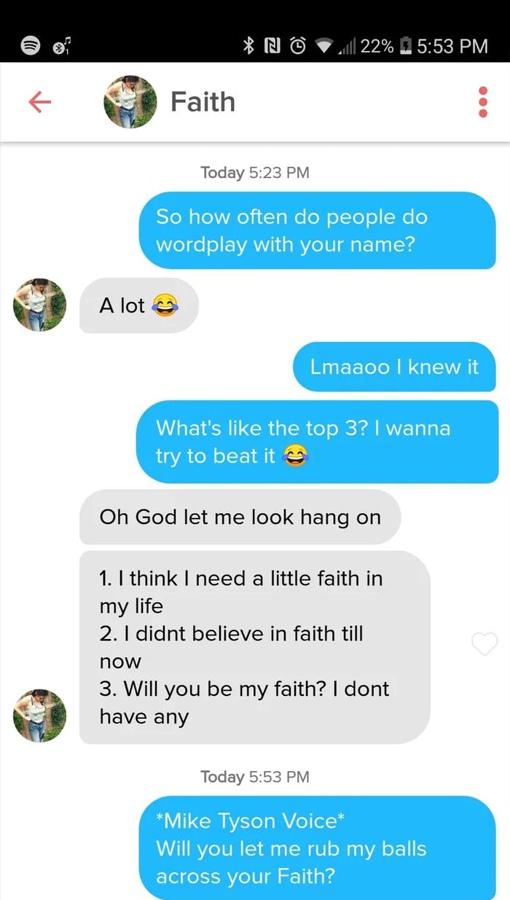 22% 5:53 PM
Faith
Today 5:23 PM
So how often do people do
wordplay with your name?
A lot 😂
Lmaaoo I knew it
What's like the top 3? I wanna
try to beat it 😂
Oh God let me look hang on
1. I think I need a little faith in
my life
2. I didnt believe in faith till
now
3. Will you be my faith? I dont
have any
Today 5:53 PM
*Mike Tyson Voice*
Will you let me rub my balls
across your Faith?